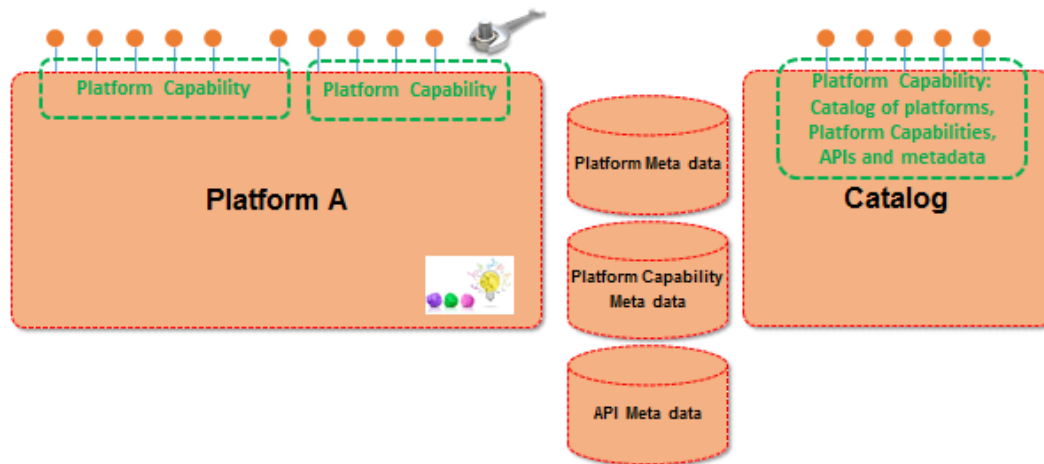 Platform Capability
Platform Capability
Platform A
Platform Meta data
Platform Capability
Meta data
API Meta data
Platform Capability:
Catalog of platforms,
Platform Capabilities,
APIs and metadata
Catalog